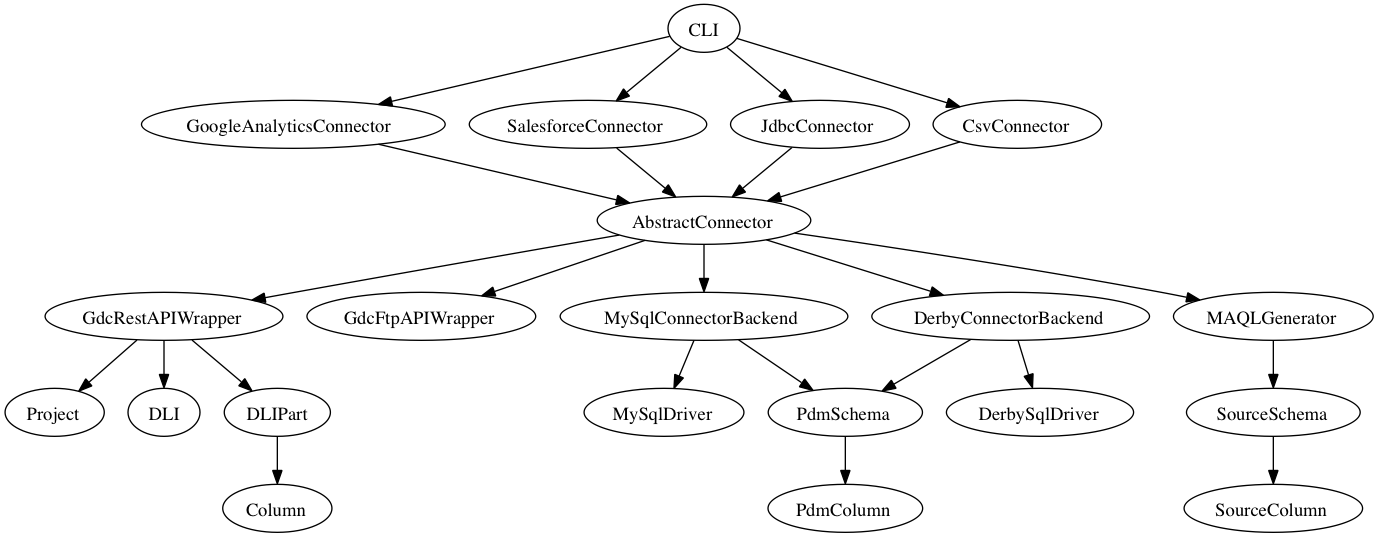 CLI
GoogleAnalyticsConnector
SalesforceConnector
JdbcConnector
CsvConnector
AbstractConnector
GdcRestAPIWrapper
GdcFtpAPIWrapper
MySqlConnectorBackend
DerbyConnectorBackend
MAQLGenerator
Project
DLI
DLIPart
MySqlDriver
PdmSchema
DerbySqlDriver
SourceSchema
Column
PdmColumn
SourceColumn